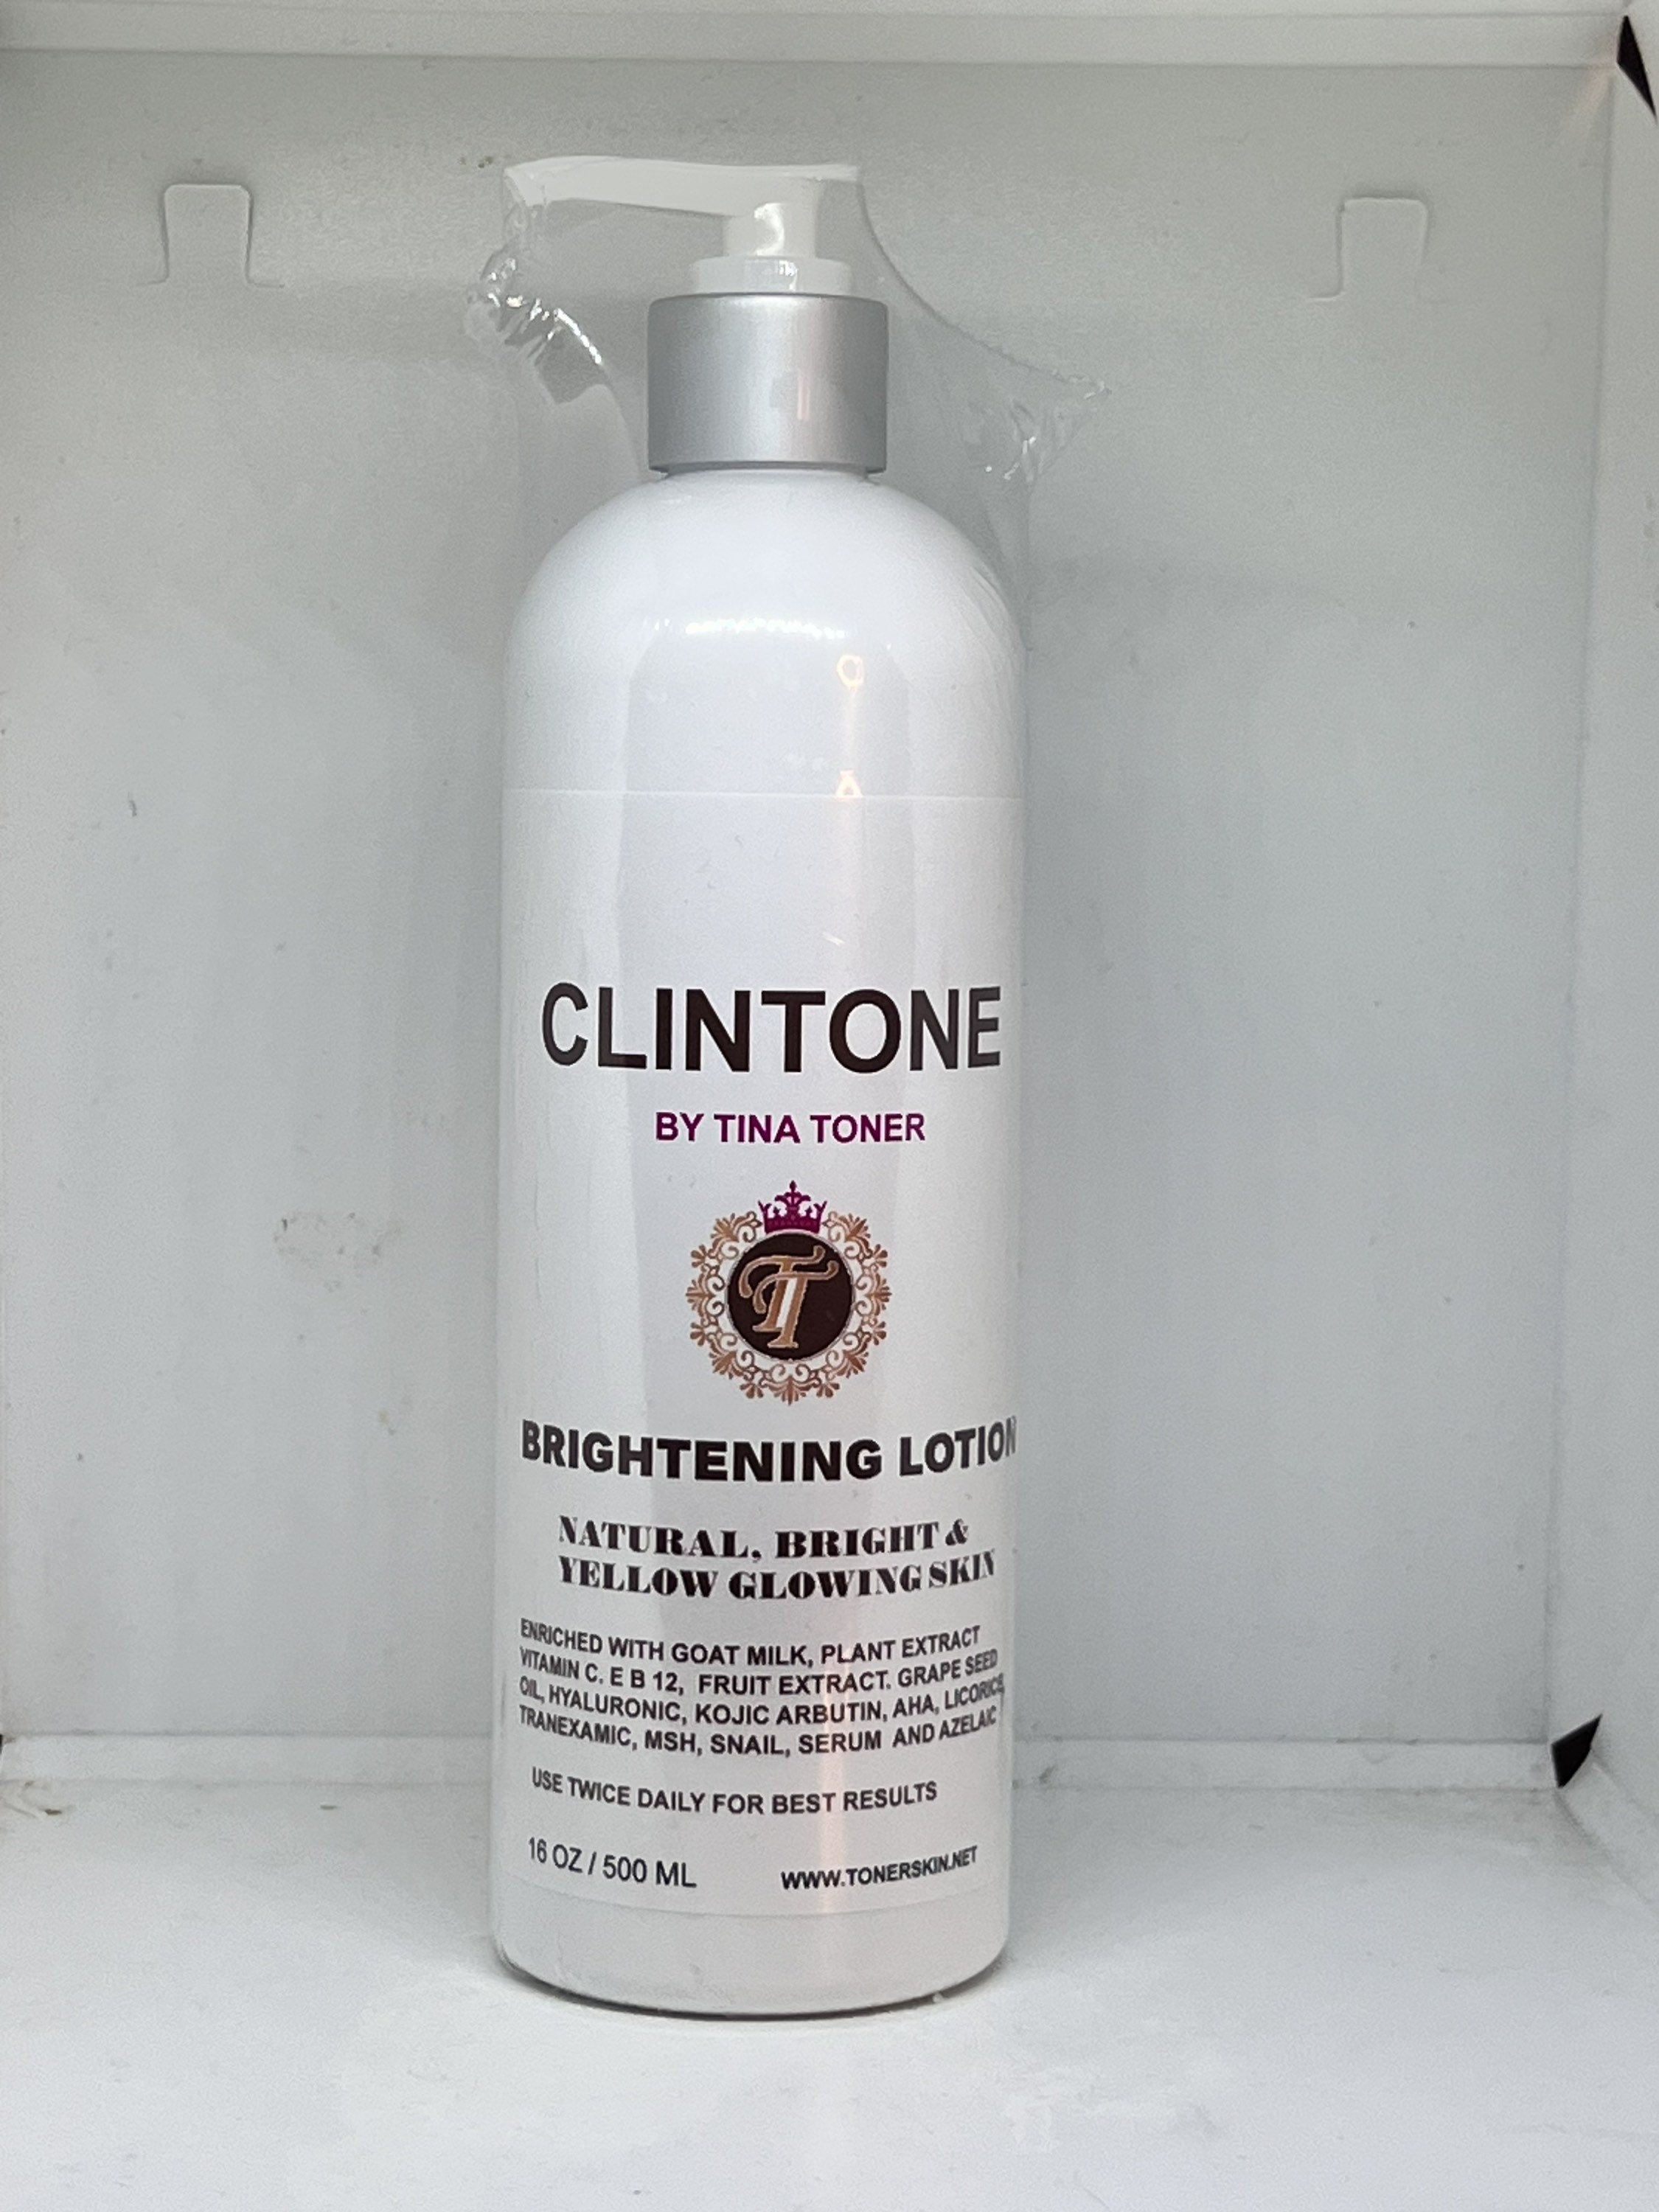 CLINTONE
BY TINA TONER
TT
BRIGHTENING LOTION
NATURAL, BRIGHT &
YELLOW GLOWING SKIN
ENRICHED WITH GOAT MILK, PLANT EXTRACT
VITAMIN C. E B 12, FRUIT EXTRACT. GRAPE SEED
OIL, HYALURONIC, KOJIC ARBUTIN, AHA, LICORICE,
TRANEXAMIC, MSH, SNAIL, SERUM AND AZELAIC
USE TWICE DAILY FOR BEST RESULTS
16 OZ / 500 ML
WWW.TONERSKIN.NET